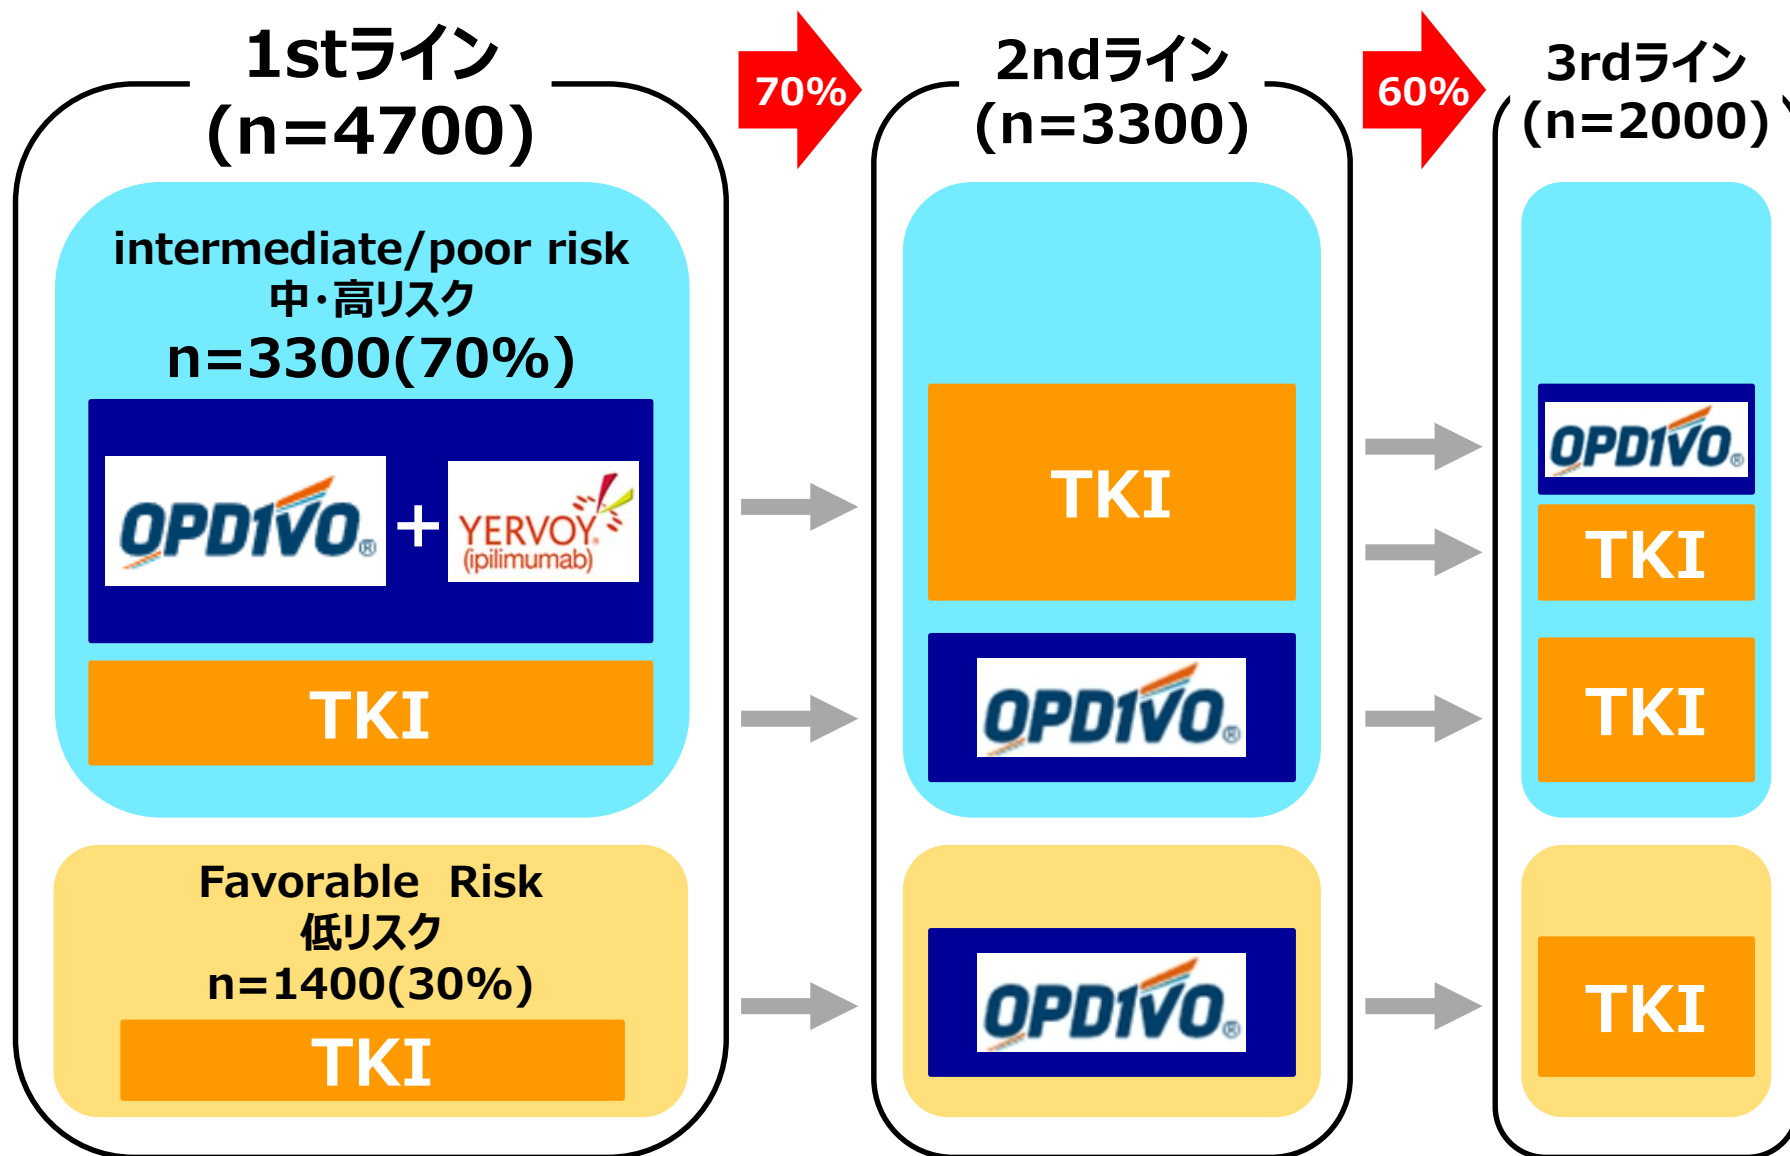 1stライン
(n=4700)
70%
2ndライン
(n=3300)
60%
3rdライン
(n=2000)
intermediate/poor risk
中・高リスク
n=3300(70%)
OPDIVO® + YERVOY®
(ipilimumab)
TKI
TKI
OPDIVO®
OPDIVO®
TKI
TKI
Favorable Risk
低リスク
n=1400(30%)
TKI
OPDIVO®
TKI